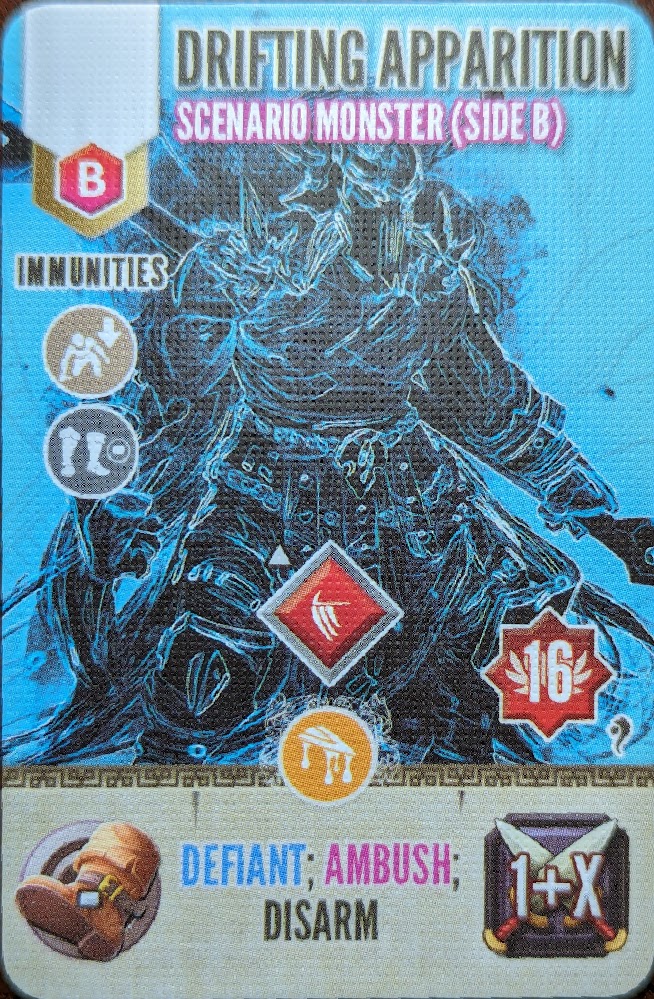 DRIFTING APPARITION
SCENARIO MONSTER (SIDE B)
B
IMMUNITIES
16
DEFIANT; AMBUSH;
DISARM
1+X